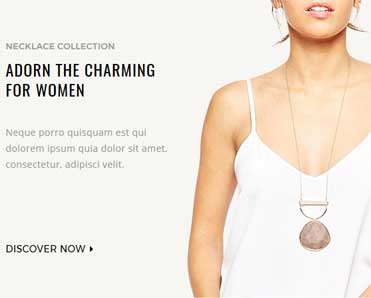 NECKLACE COLLECTION
ADORN THE CHARMING
FOR WOMEN
Neque porro quisquam est qui
dolorem ipsum quia dolor sit amet,
consectetur, adipisci velit.
DISCOVER NOW